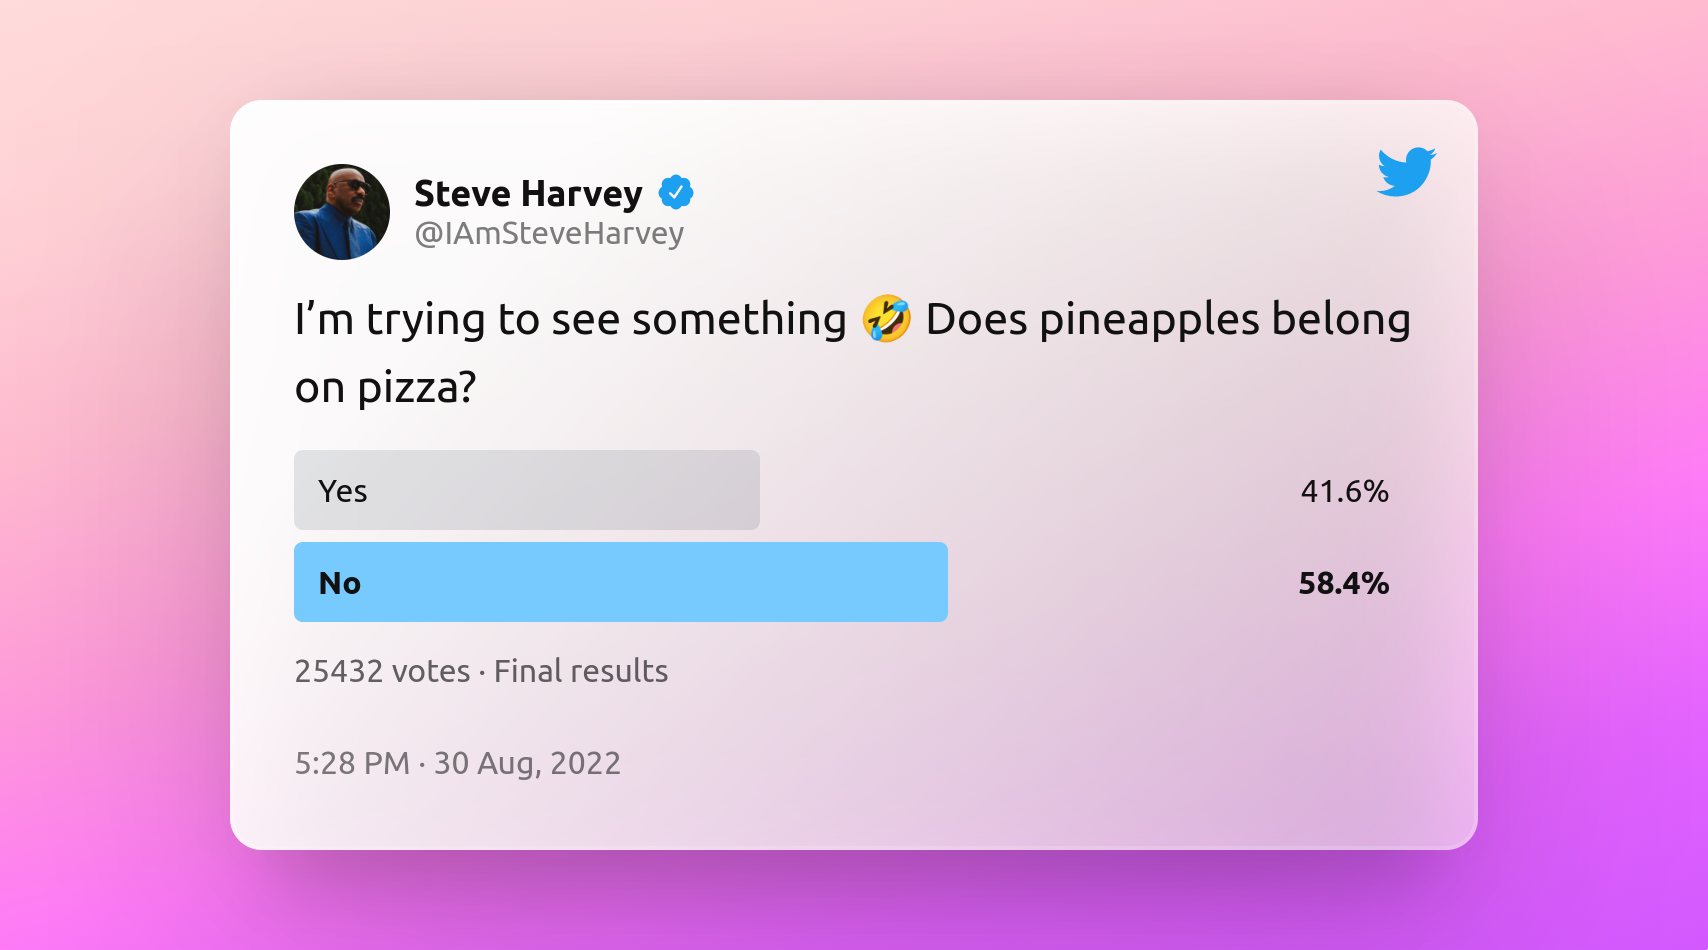 Steve Harvey
@IAmSteveHarvey
I’m trying to see something 🤣 Does pineapples belong
on pizza?
Yes 41.6%
No 58.4%
25432 votes · Final results
5:28 PM · 30 Aug, 2022